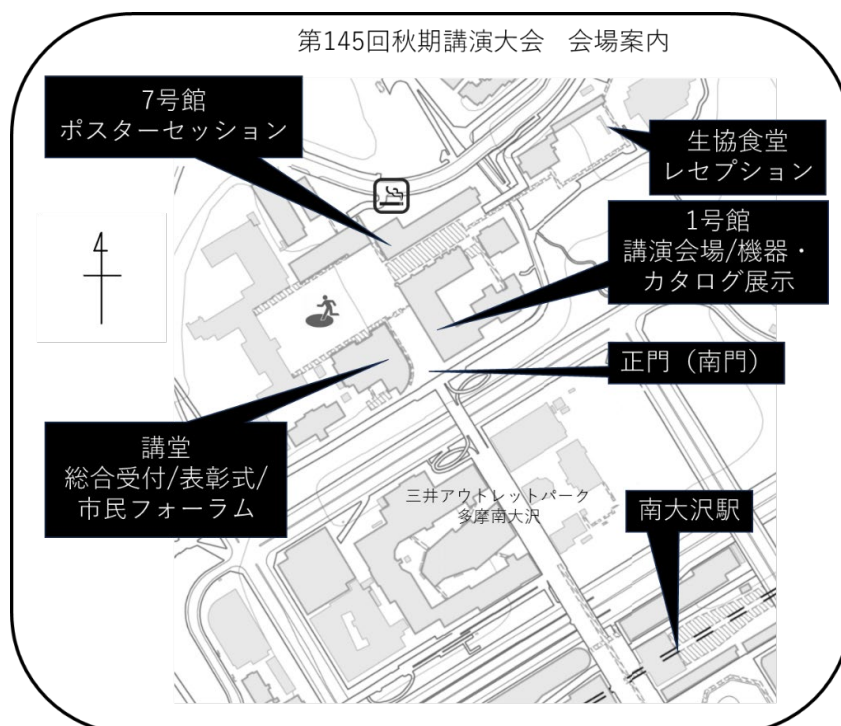 第145回秋期講演大会　会場案内
7号館
ポスターセッション
生協食堂
レセプション
1号館
講演会場/機器・
カタログ展示
正門（南門）
講堂
総合受付/表彰式/
市民フォーラム
三井アウトレットパーク
多摩南大沢
南大沢駅